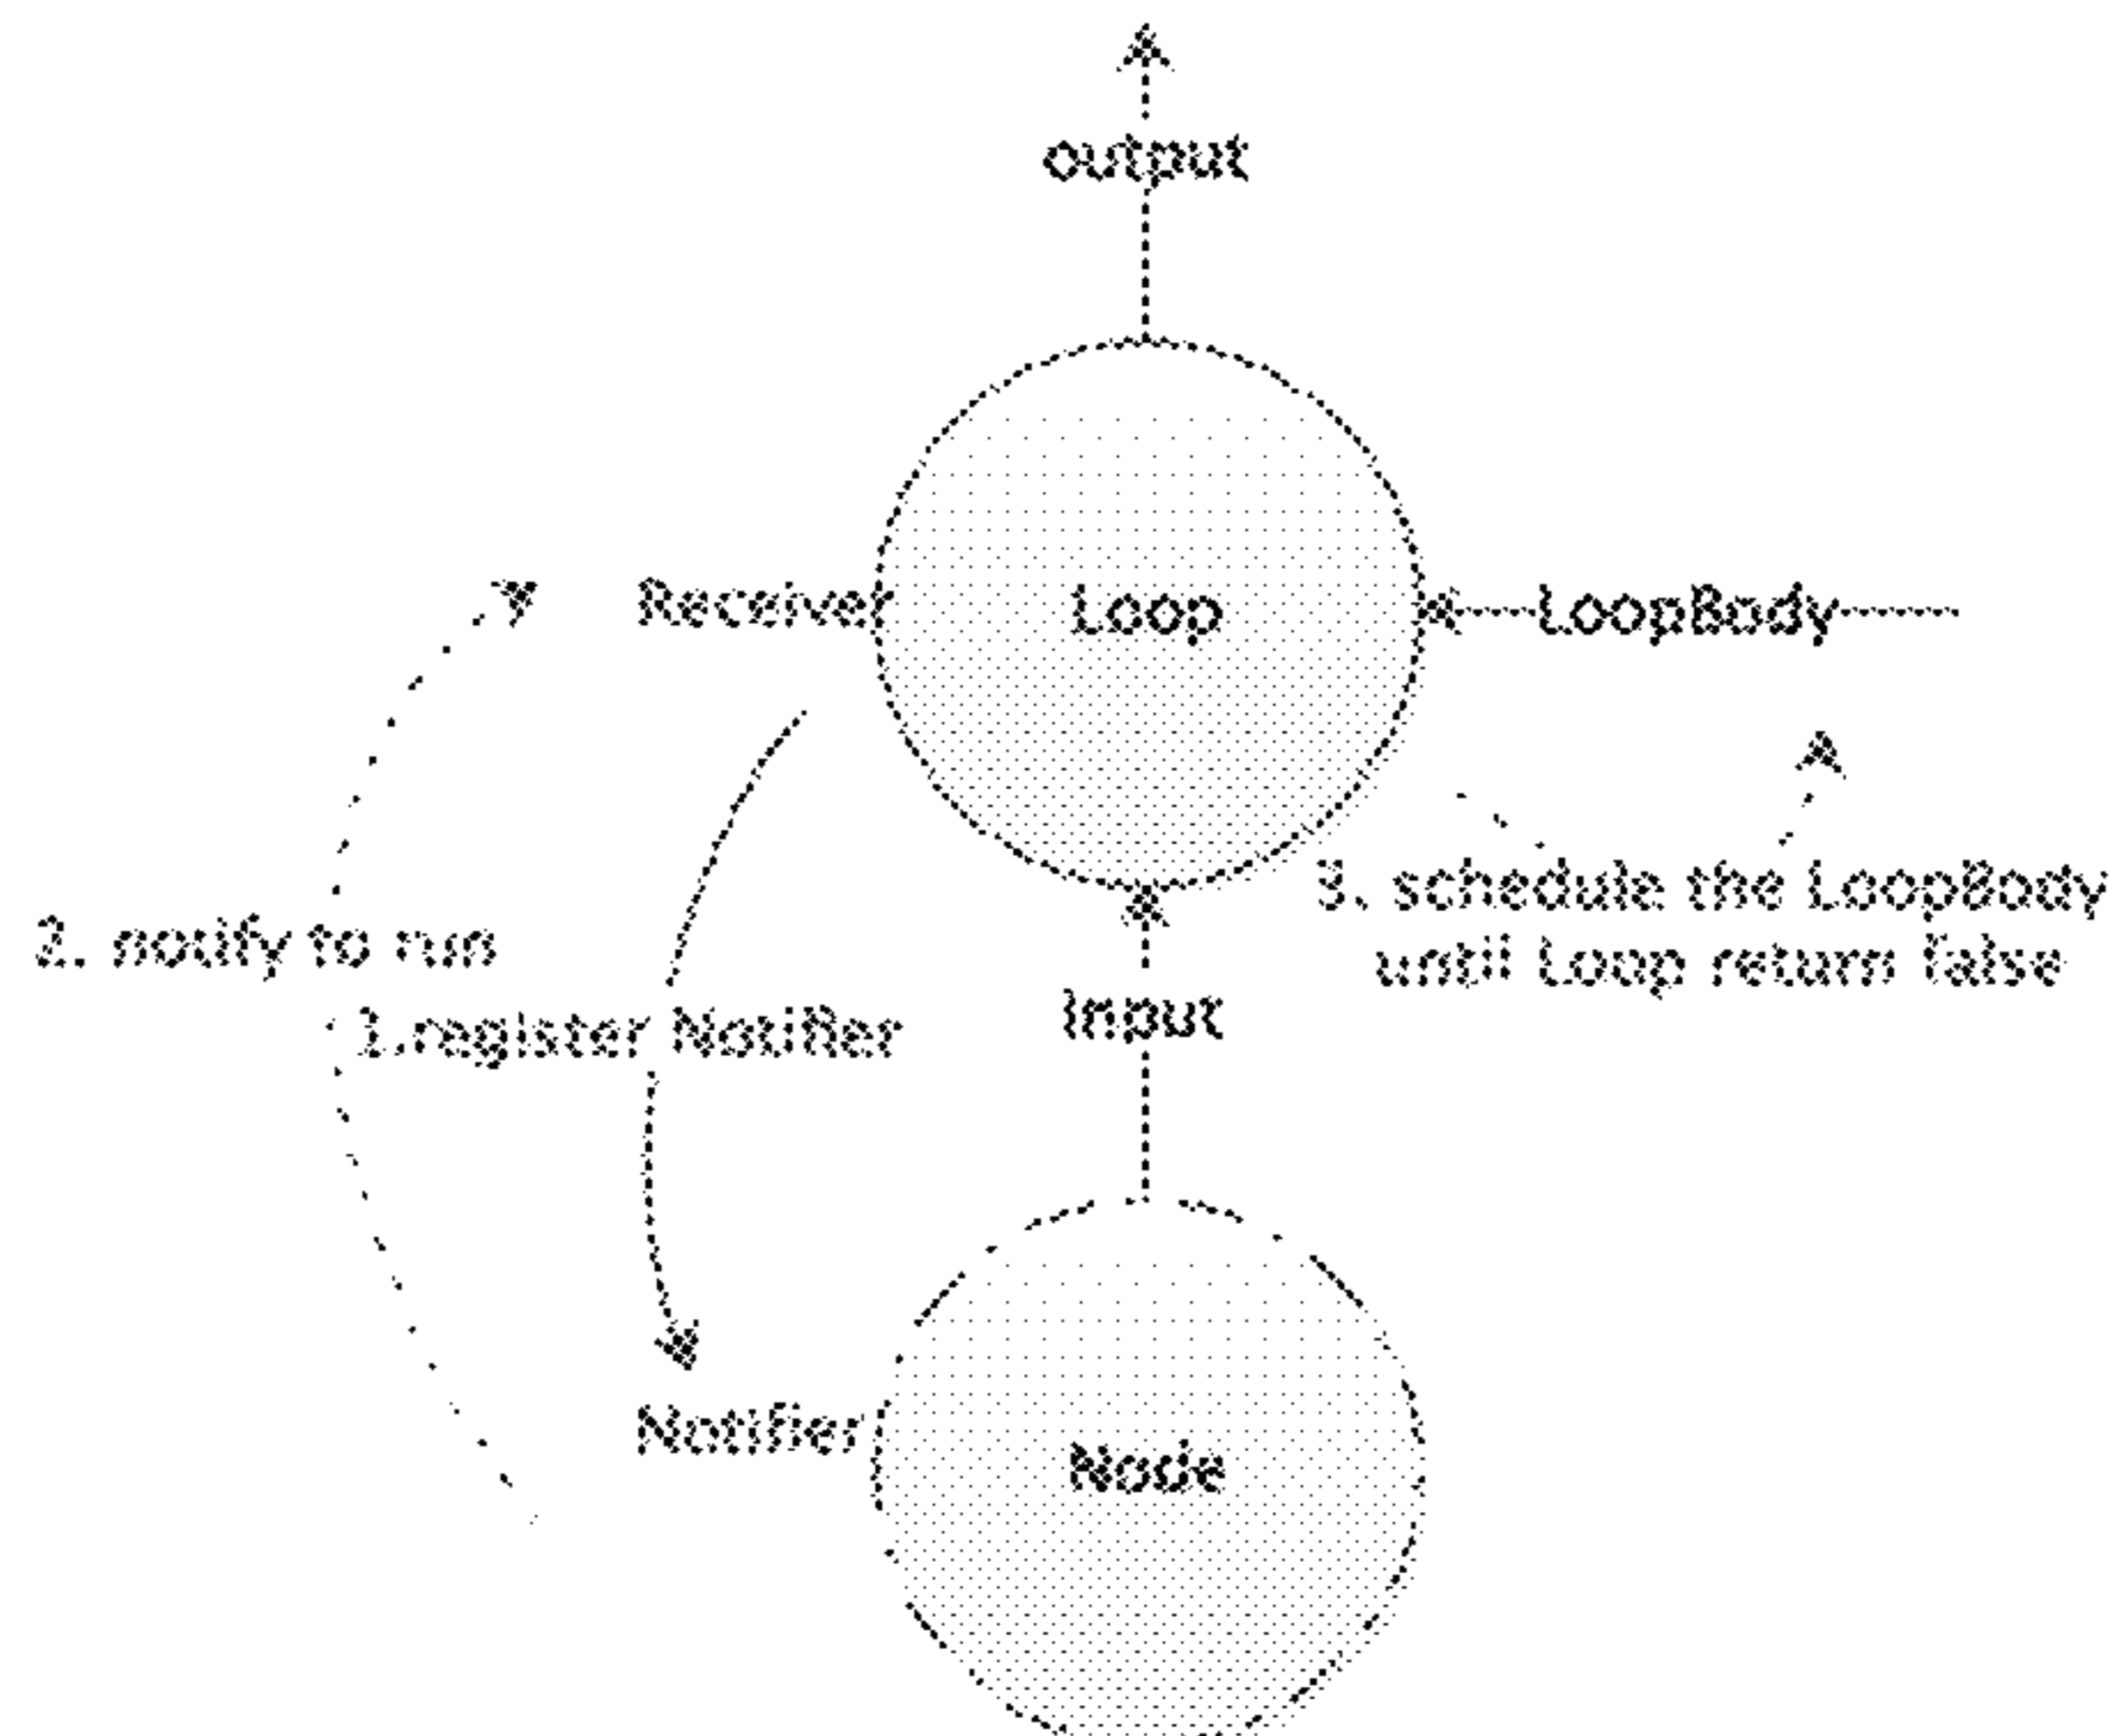 output
Receiver
Loop
LoopBody
3. schedule the LoopBody
until Loop return false
2. notify to run
1.register Notifier
Input
Notifier
Node